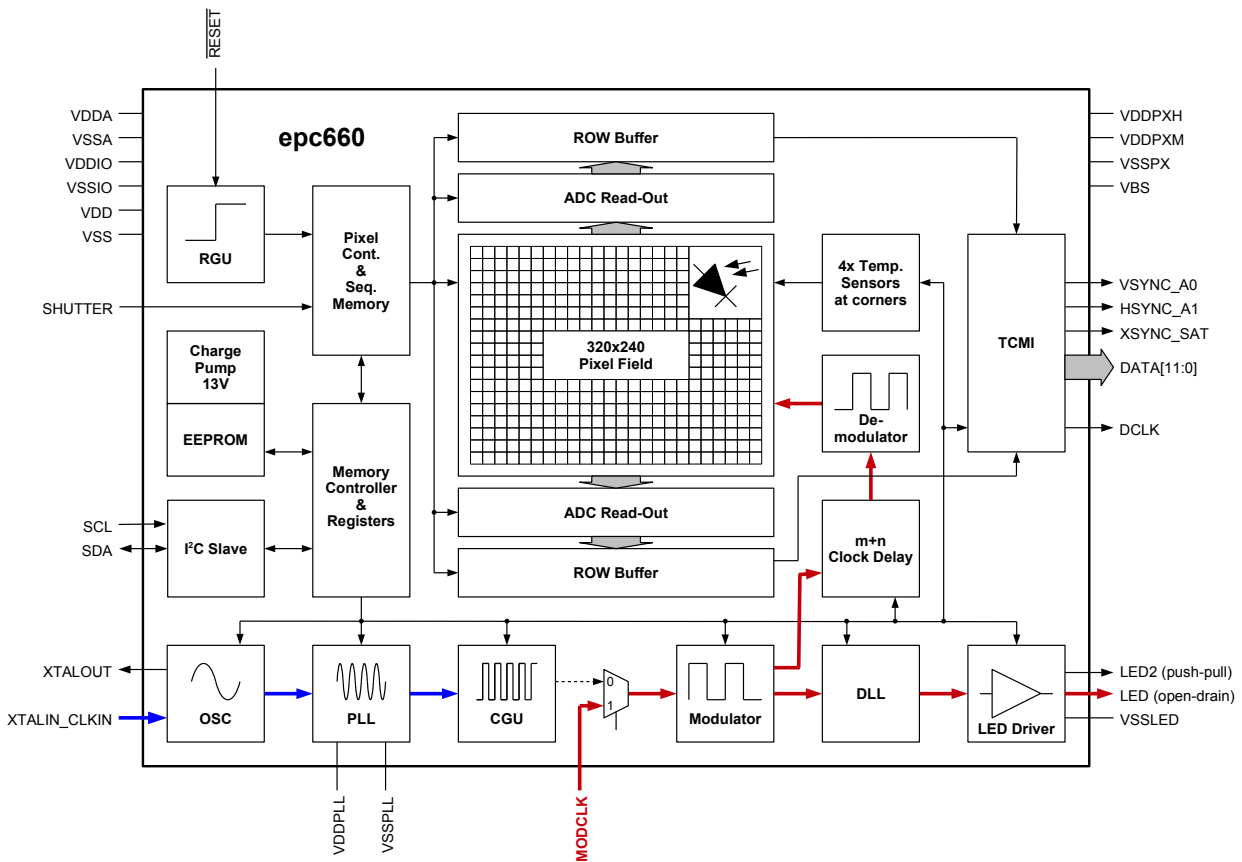 RESET
VDDA
VSSA
VDDIO
VSSIO
VDD
VSS
epc660
RGU
SHUTTER
Pixel
Cont.
&
Seq.
Memory
ROW Buffer
ADC Read-Out
320x240
Pixel Field
4x Temp.
Sensors
at corners
TCMI
VDDPXH
VDDPXM
VSSPX
VBS
VSYNC_A0
HSYNC_A1
XSYNC_SAT
DATA[11:0]
DCLK
Charge
Pump
13V
EEPROM
De-
modulator
Memory
Controller
&
Registers
SCL
SDA
I²C Slave
ADC Read-Out
ROW Buffer
m+n
Clock Delay
XTALOUT
XTALIN_CLKIN
OSC
PLL
CGU
0
1
Modulator
DLL
LED Driver
LED2 (push-pull)
LED (open-drain)
VSSLED
VDDPLL
VSSPLL
MODCLK